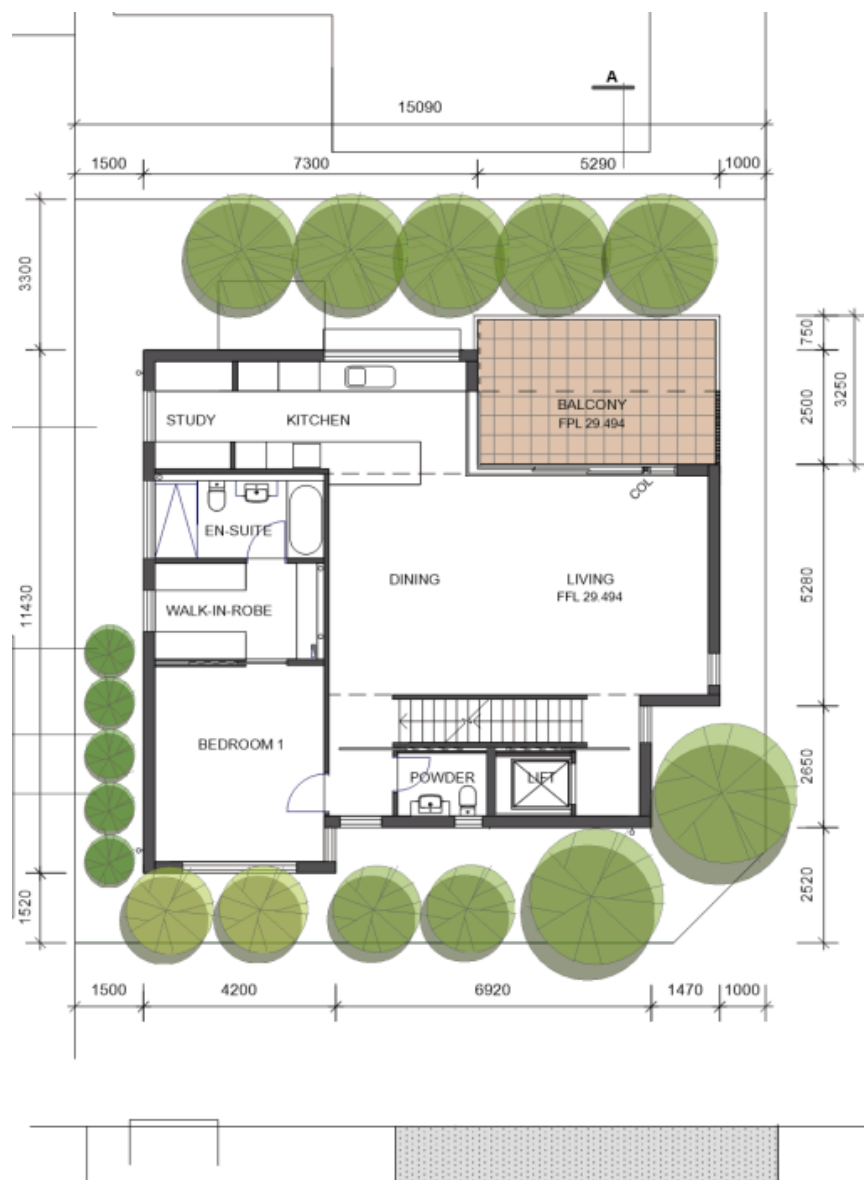 A
15090
1500 7300 5290 1000
3300
750
2500
3250
BALCONY
FPL 29.494
STUDY KITCHEN
COL
EN-SUITE
DINING LIVING
FFL 29.494
5280
11430
WALK-IN-ROBE
BEDROOM 1
POWDER LIFT
2650
1520
2520
1500 4200 6920 1470 1000